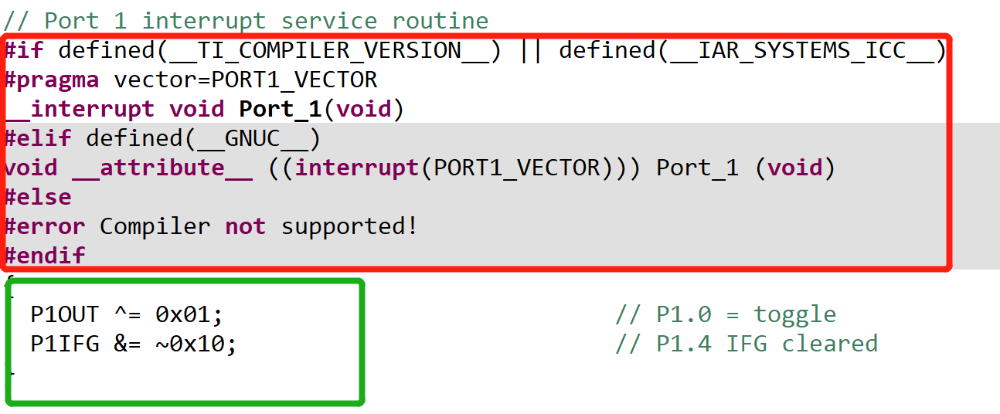 // Port 1 interrupt service routine
#if defined(__TI_COMPILER_VERSION__) || defined(__IAR_SYSTEMS_ICC__)
#pragma vector=PORT1_VECTOR
__interrupt void Port_1(void)
#elif defined(__GNUC__)
void __attribute__ ((interrupt(PORT1_VECTOR))) Port_1 (void)
#else
#error Compiler not supported!
#endif
{
P1OUT ^= 0x01; // P1.0 = toggle
P1IFG &= ~0x10; // P1.4 IFG cleared
}